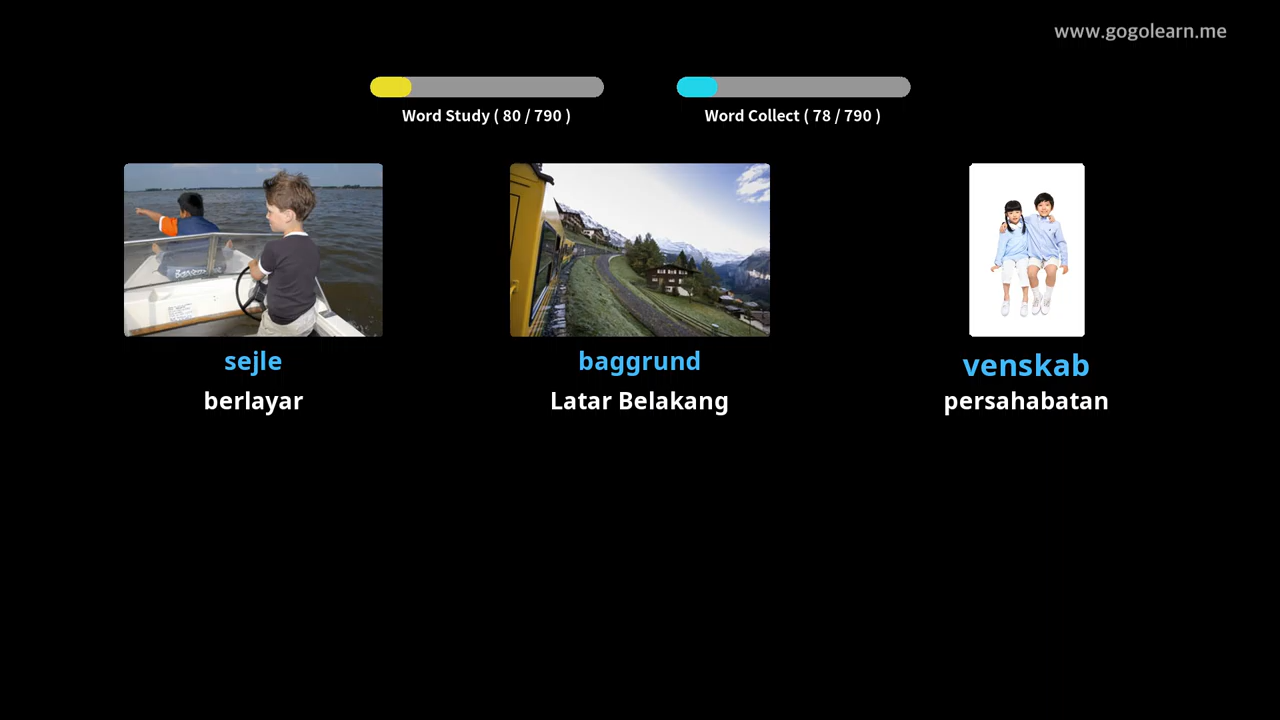 www.gogolearn.me
Word Study ( 80 / 790 )
Word Collect ( 78 / 790 )
sejle
berlayar
baggrund
Latar Belakang
venskab
persahabatan